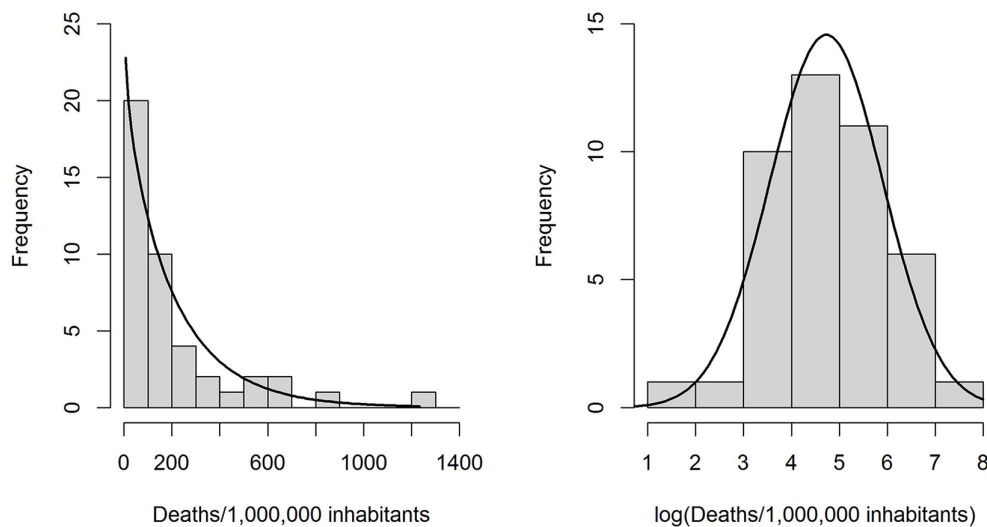 Frequency
25
20
15
10
5
0
0 200 600 1000 1400
Deaths/1,000,000 inhabitants
Frequency
15
10
5
0
1 2 3 4 5 6 7 8
log(Deaths/1,000,000 inhabitants)